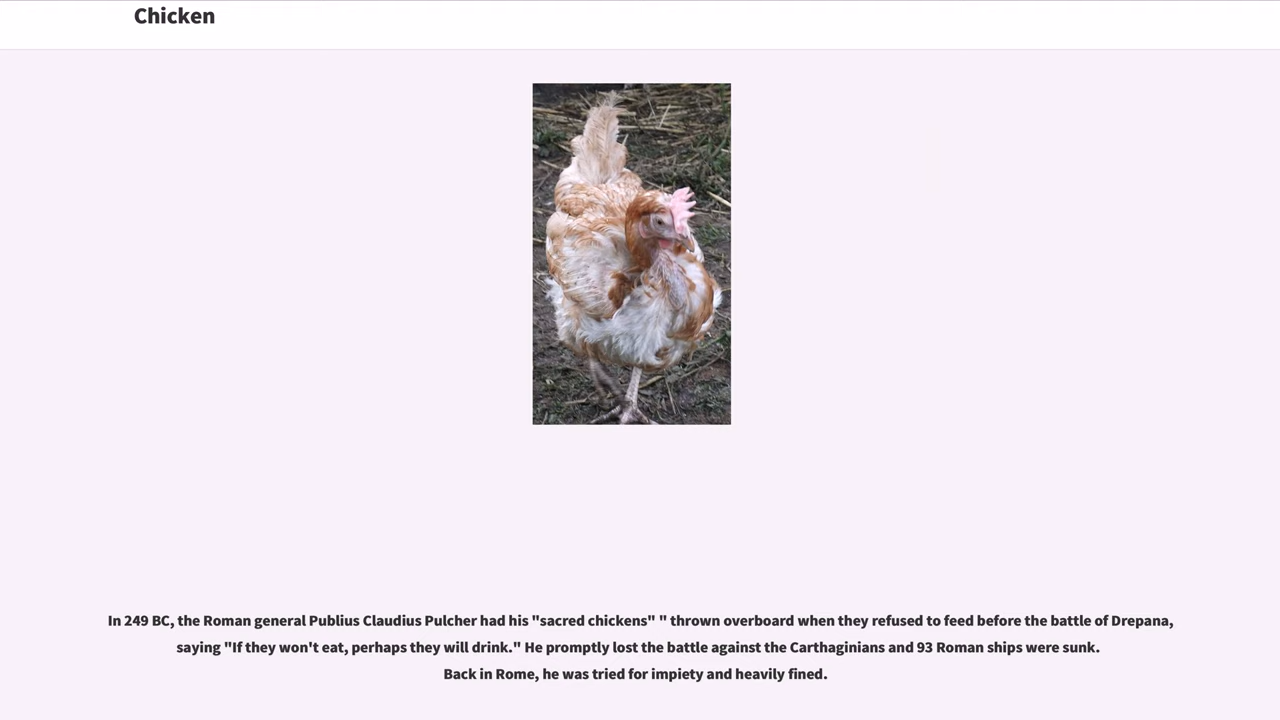 Chicken
In 249 BC, the Roman general Publius Claudius Pulcher had his "sacred chickens" " thrown overboard when they refused to feed before the battle of Drepana,
saying "If they won't eat, perhaps they will drink." He promptly lost the battle against the Carthaginians and 93 Roman ships were sunk.
Back in Rome, he was tried for impiety and heavily fined.